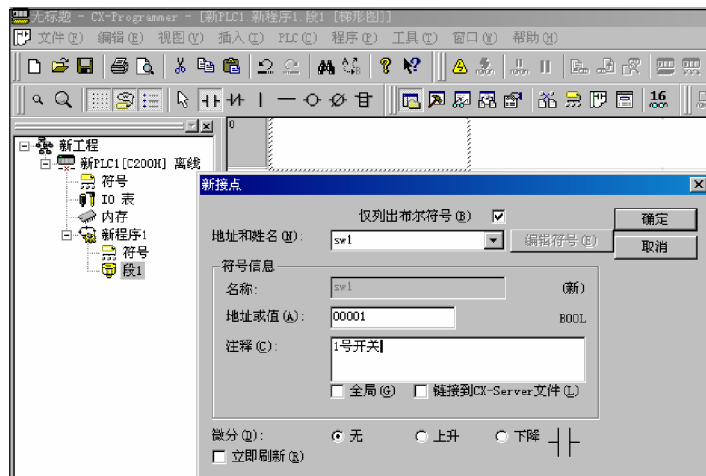 无标题 - CX-Programmer - [新PLC1.新程序1.段1 [梯形图]]
文件(F) 编辑(E) 视图(V) 插入(I) PLC(C) 程序(P) 工具(T) 窗口(W) 帮助(H)
16
0
新工程
新PLC1[C200H] 离线
符号
IO 表
内存
新程序1
符号
段1
新接点
仅列出布尔符号(B)
确定
地址和姓名(N):
sw1
编辑符号(E)
取消
符号信息
名称:
sw1
(新)
地址或值(A):
00001
BOOL
注释(C):
1号开关
全局(G)
链接到CX-Server文件(L)
微分(D):
无
上升
下降
立即刷新(R)